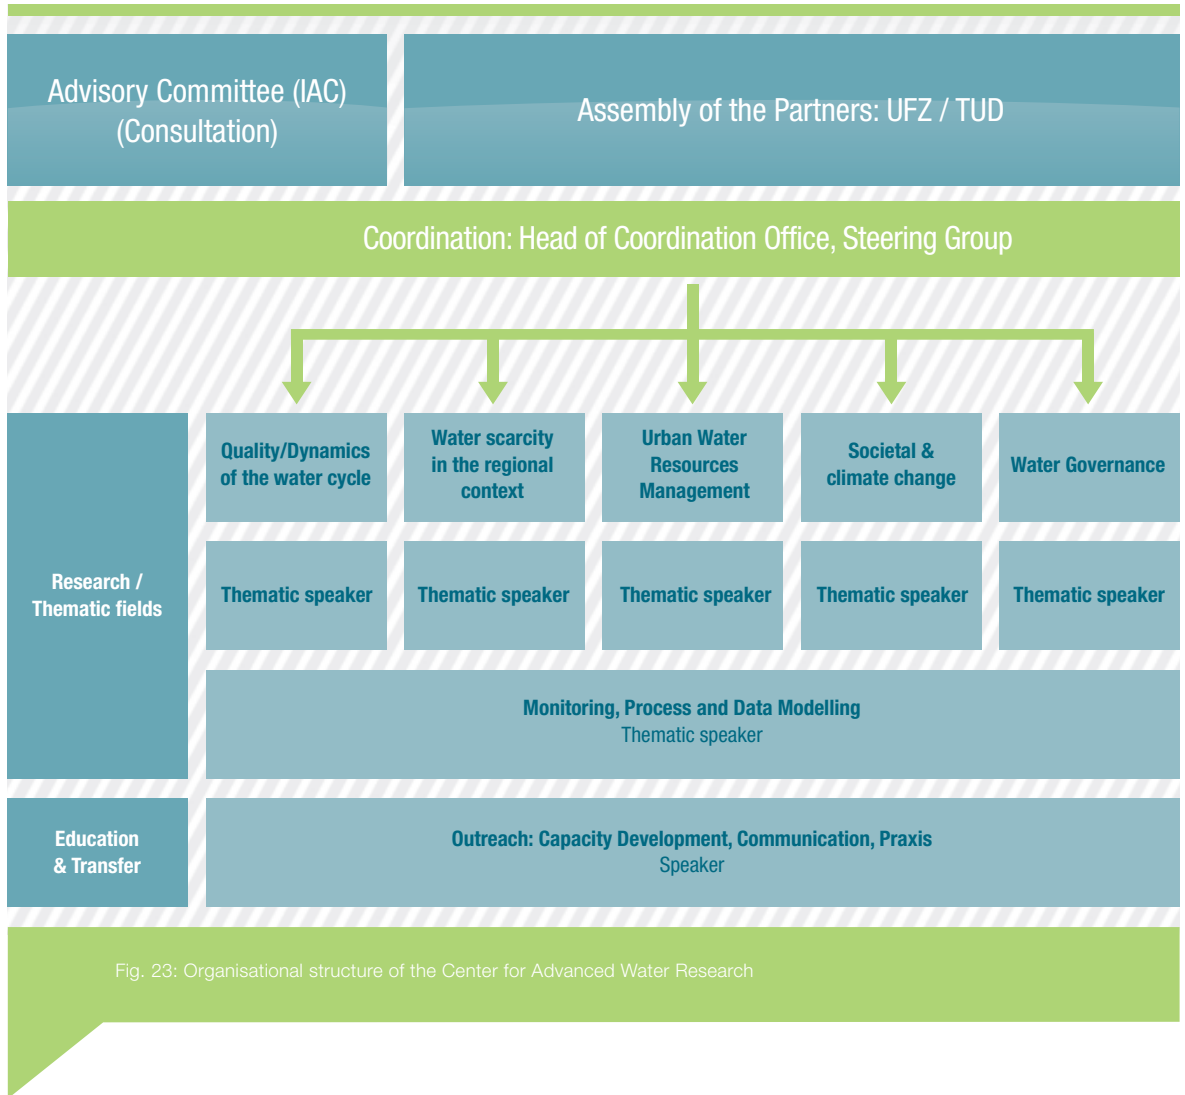 Advisory Committee (IAC)
(Consultation)
Assembly of the Partners: UFZ / TUD
Coordination: Head of Coordination Office, Steering Group
Research /
Thematic fields
Quality/Dynamics
of the water cycle
Water scarcity
in the regional
context
Urban Water
Resources
Management
Societal &
climate change
Water Governance
Thematic speaker
Thematic speaker
Thematic speaker
Thematic speaker
Thematic speaker
Monitoring, Process and Data Modelling
Thematic speaker
Education
& Transfer
Outreach: Capacity Development, Communication, Praxis
Speaker
Fig. 23: Organisational structure of the Center for Advanced Water Research